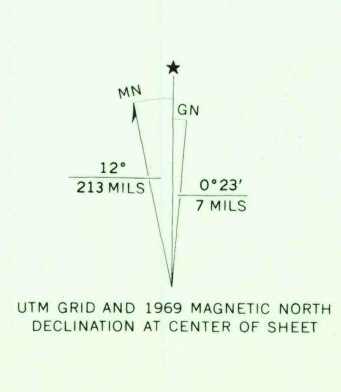 MN
GN
12°
213 MILS
0°23'
7 MILS
UTM GRID AND 1969 MAGNETIC NORTH
DECLINATION AT CENTER OF SHEET